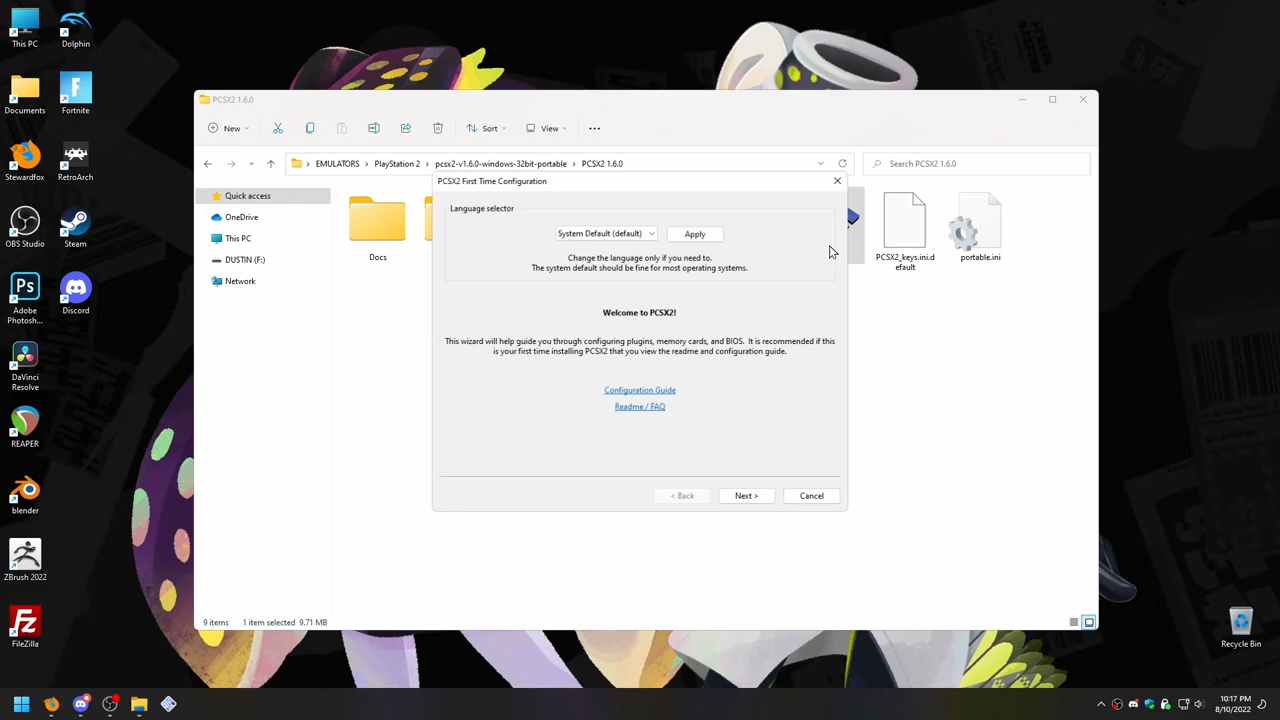 This PC
Dolphin
Documents
Fortnite
Stewardfox
RetroArch
OBS Studio
Steam
Adobe
Photosh...
Discord
DaVinci
Resolve
REAPER
blender
ZBrush 2022
FileZilla
PCSX2 1.6.0
New
Sort
View
EMULATORS > PlayStation 2 > pcsx2-v1.6.0-windows-32bit-portable > PCSX2 1.6.0
Search PCSX2 1.6.0
Quick access
OneDrive
This PC
DUSTIN (F:)
Network
Docs
PCSX2_keys.ini.d
efault
portable.ini
PCSX2 First Time Configuration
Language selector
System Default (default)
Apply
Change the language only if you need to.
The system default should be fine for most operating systems.
Welcome to PCSX2!
This wizard will help guide you through configuring plugins, memory cards, and BIOS. It is recommended if this
is your first time installing PCSX2 that you view the readme and configuration guide.
Configuration Guide
Readme / FAQ
< Back
Next >
Cancel
9 items
1 item selected 9.71 MB
Recycle Bin
10:17 PM
8/10/2022